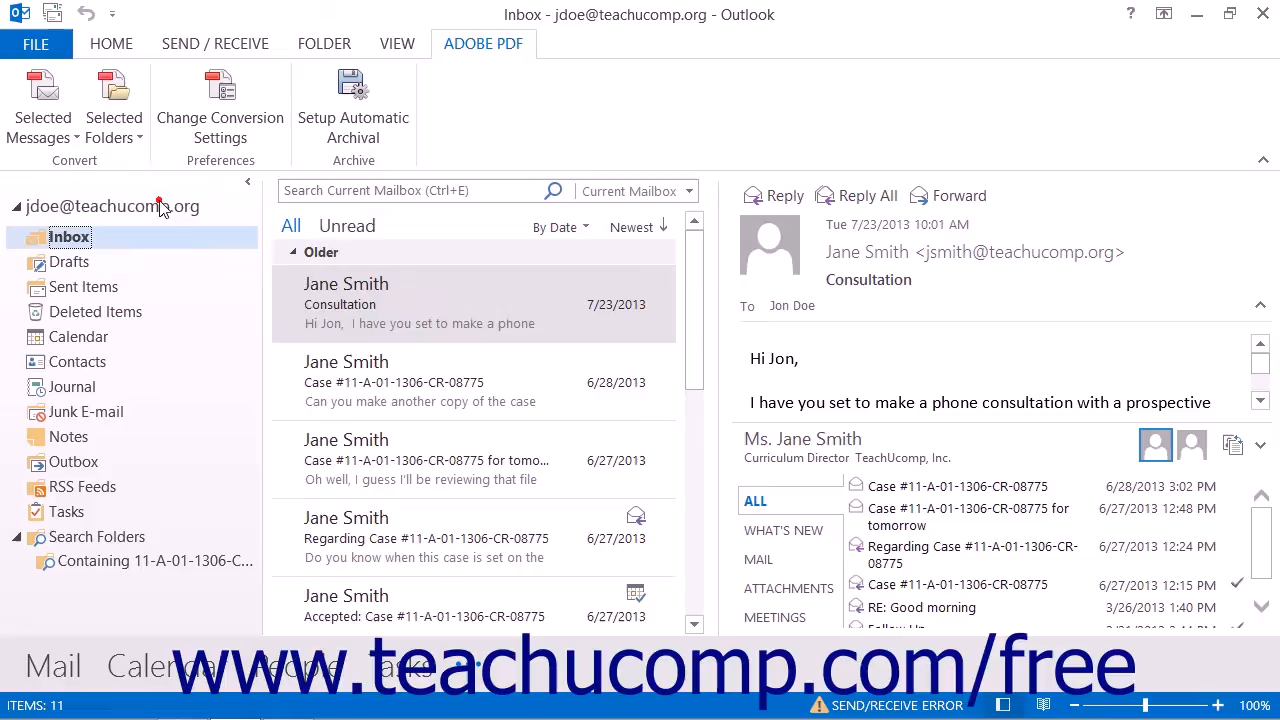 Inbox - jdoe@teachucomp.org - Outlook
FILE HOME SEND / RECEIVE FOLDER VIEW ADOBE PDF
Selected Messages
Selected Folders
Change Conversion Settings
Setup Automatic Archival
Convert Preferences Archive
jdoe@teachucomp.org
Inbox
Drafts
Sent Items
Deleted Items
Calendar
Contacts
Journal
Junk E-mail
Notes
Outbox
RSS Feeds
Tasks
Search Folders
Containing 11-A-01-1306-C...
Search Current Mailbox (Ctrl+E) Current Mailbox
All Unread By Date Newest
Older
Jane Smith
Consultation 7/23/2013
Hi Jon, I have you set to make a phone
Jane Smith
Case #11-A-01-1306-CR-08775 6/28/2013
Can you make another copy of the case
Jane Smith
Case #11-A-01-1306-CR-08775 for tomo... 6/27/2013
Oh well, I guess I'll be reviewing that file
Jane Smith
Regarding Case #11-A-01-1306-CR-08775 6/27/2013
Do you know when this case is set on the
Jane Smith
Accepted: Case #11-A-01-1306-CR-08775 6/27/2013
Reply Reply All Forward
Tue 7/23/2013 10:01 AM
Jane Smith <jsmith@teachucomp.org>
Consultation
To Jon Doe
Hi Jon,
I have you set to make a phone consultation with a prospective
Ms. Jane Smith
Curriculum Director TeachUcomp, Inc.
ALL
WHAT'S NEW
MAIL
ATTACHMENTS
MEETINGS
Case #11-A-01-1306-CR-08775 6/28/2013 3:02 PM
Case #11-A-01-1306-CR-08775 for 6/27/2013 12:48 PM
tomorrow
Regarding Case #11-A-01-1306-CR- 6/27/2013 12:24 PM
08775
Case #11-A-01-1306-CR-08775 6/27/2013 12:15 PM
RE: Good morning 3/26/2013 1:40 PM
Mail Calendar People Tasks
www.teachucomp.com/free
ITEMS: 11 SEND/RECEIVE ERROR 100%